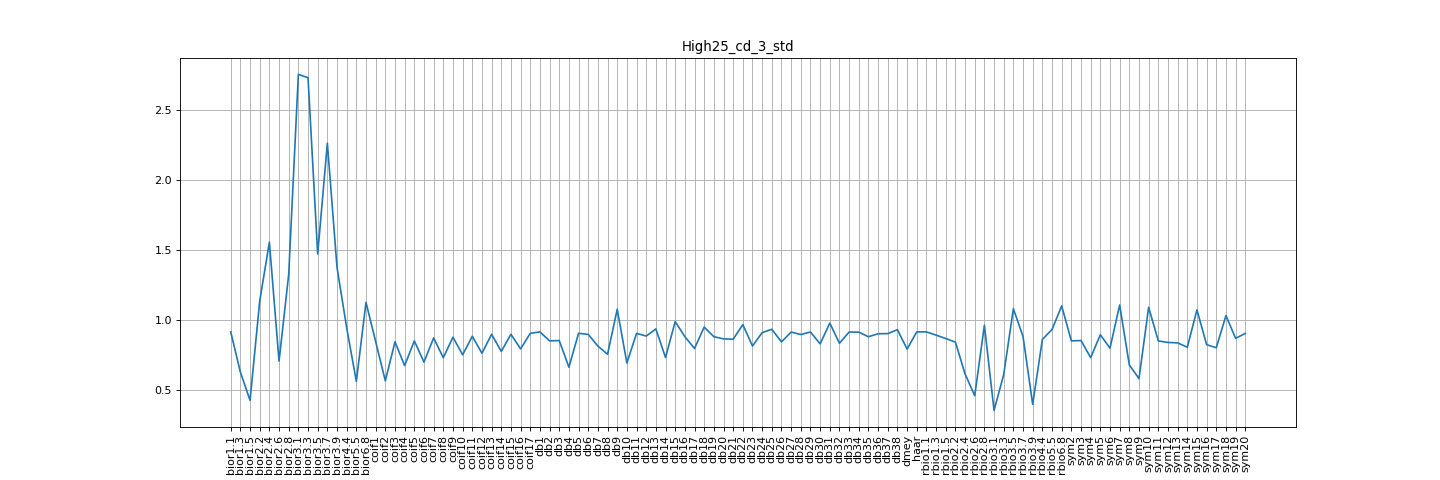 High25_cd_3_std
2.5
2.0
1.5
1.0
0.5
bior1.1
bior1.3
bior1.5
bior2.2
bior2.4
bior2.6
bior2.8
bior3.1
bior3.3
bior3.5
bior3.7
bior3.9
bior4.4
bior5.5
bior6.8
coif1
coif2
coif3
coif4
coif5
coif6
coif7
coif8
coif9
coif10
coif11
coif12
coif13
coif14
coif15
coif16
coif17
db1
db2
db3
db4
db5
db6
db7
db8
db9
db10
db11
db12
db13
db14
db15
db16
db17
db18
db19
db20
db21
db22
db23
db24
db25
db26
db27
db28
db29
db30
db31
db32
db33
db34
db35
db36
db37
db38
dmey
haar
rbio1.1
rbio1.3
rbio1.5
rbio2.2
rbio2.4
rbio2.6
rbio2.8
rbio3.1
rbio3.3
rbio3.5
rbio3.7
rbio3.9
rbio4.4
rbio5.5
rbio6.8
sym2
sym3
sym4
sym5
sym6
sym7
sym8
sym9
sym10
sym11
sym12
sym13
sym14
sym15
sym16
sym17
sym18
sym19
sym20